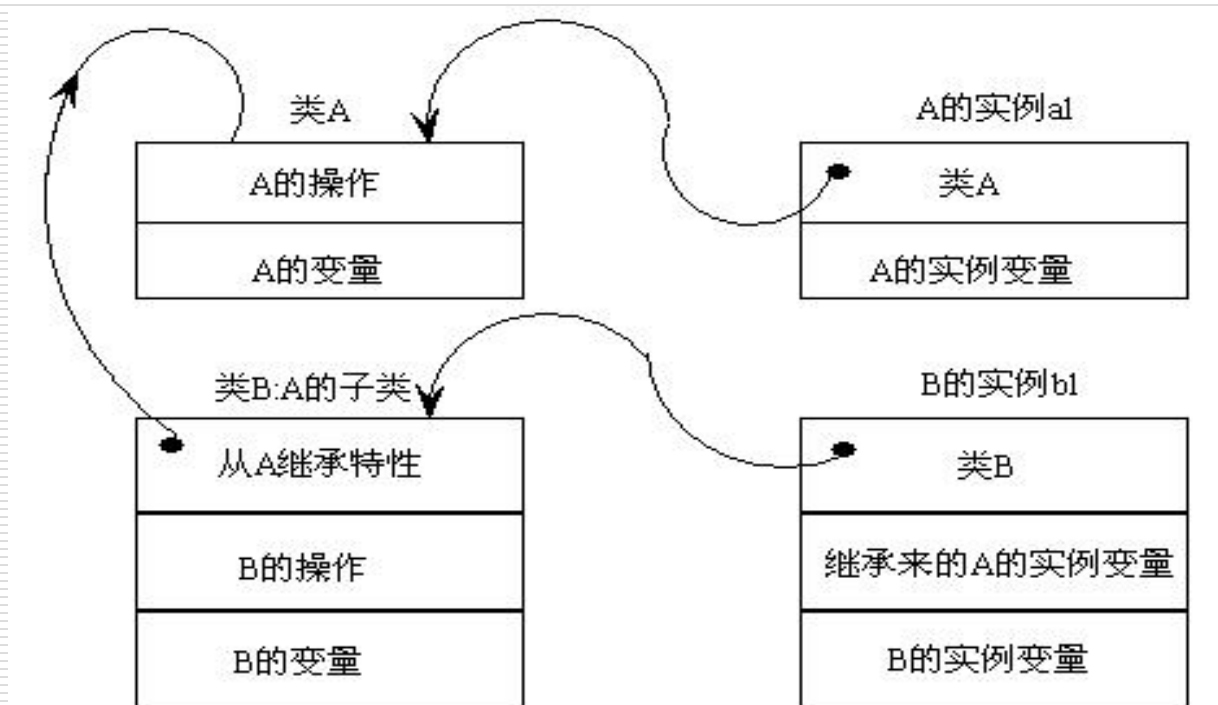 类A
A的操作
A的变量
A的实例a1
类A
A的实例变量
类B:A的子类
从A继承特性
B的操作
B的变量
B的实例b1
类B
继承来的A的实例变量
B的实例变量